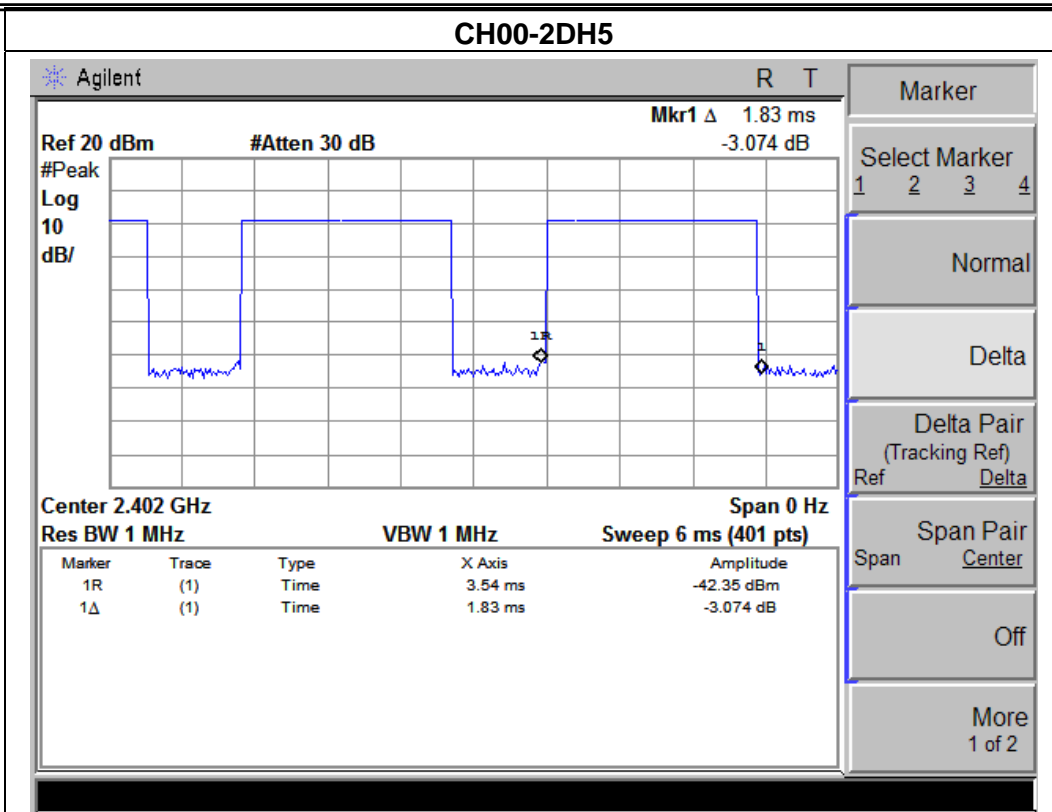 CH00-2DH5
Agilent
R T
Mkr1 Δ 1.83 ms
Ref 20 dBm #Atten 30 dB -3.074 dB
#Peak
Log
10
dB/
1R
1
Center 2.402 GHz Span 0 Hz
Res BW 1 MHz VBW 1 MHz Sweep 6 ms (401 pts)
Marker Trace Type X Axis Amplitude
1R (1) Time 3.54 ms -42.35 dBm
1Δ (1) Time 1.83 ms -3.074 dB
Marker
Select Marker
1 2 3 4
Normal
Delta
Delta Pair
(Tracking Ref)
Ref Delta
Span Pair
Span Center
Off
More
1 of 2